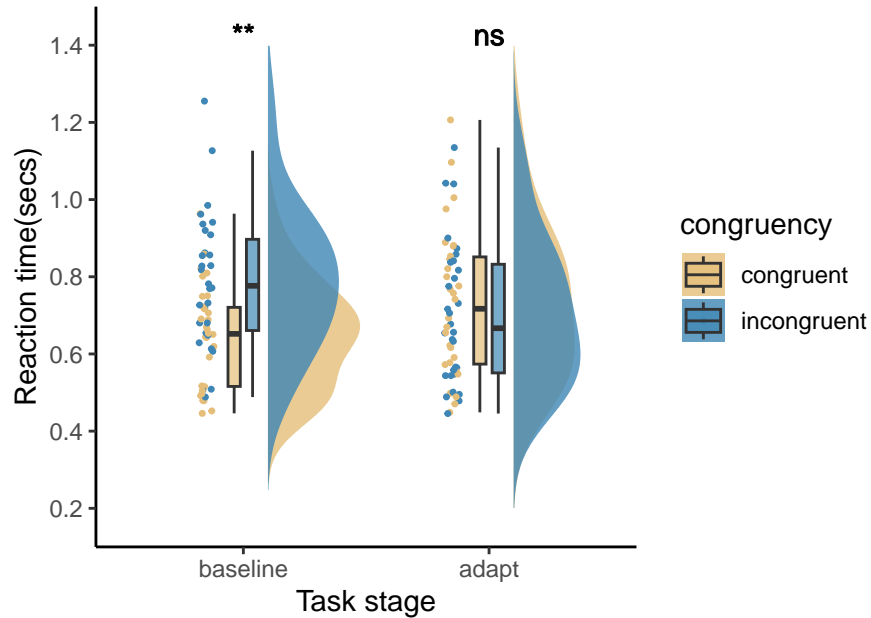 **
ns
1.4
1.2
1.0
0.8
0.6
0.4
0.2
Reaction time(secs)
baseline
adapt
Task stage
congruency
congruent
incongruent